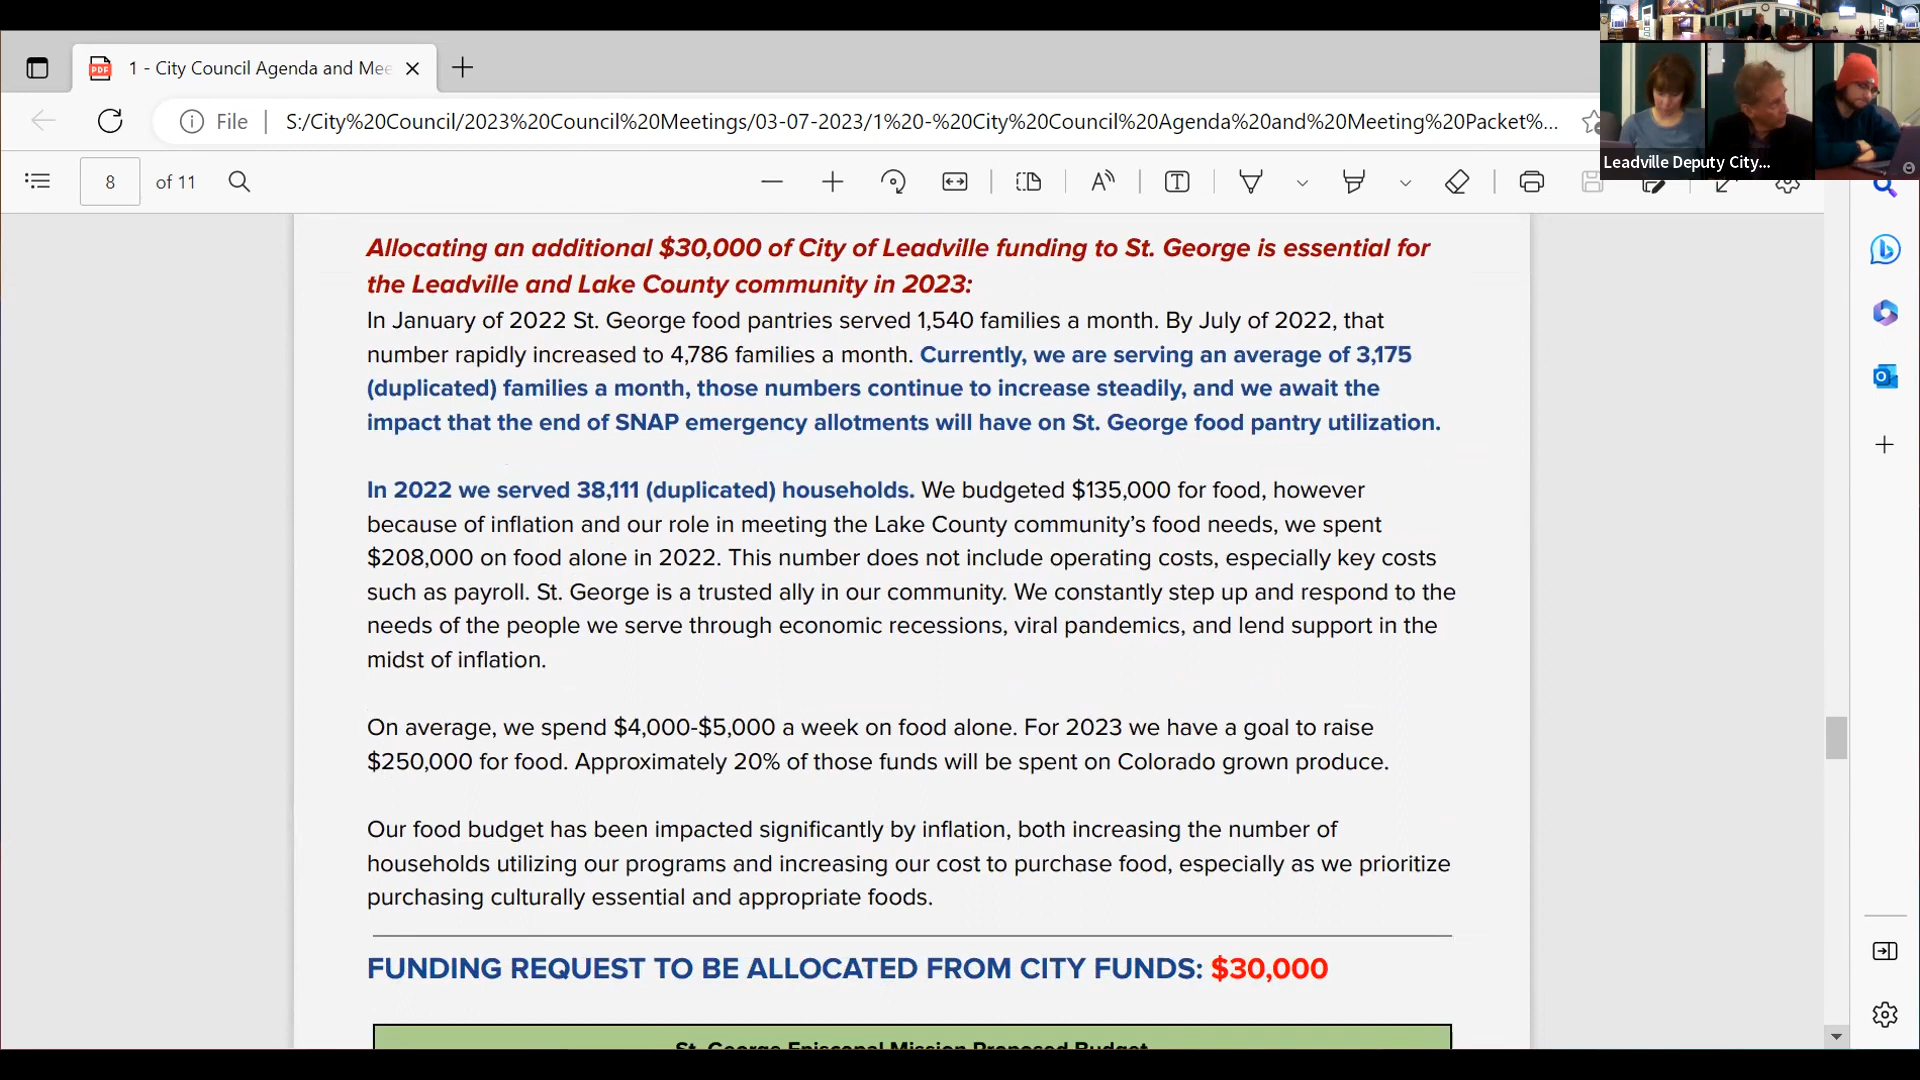 1 - City Council Agenda and Mee
File
S:/City%20Council/2023%20Council%20Meetings/03-07-2023/1%20-%20City%20Council%20Agenda%20and%20Meeting%20Packet%...
8 of 11
Leadville Deputy City...
Allocating an additional $30,000 of City of Leadville funding to St. George is essential for
the Leadville and Lake County community in 2023:
In January of 2022 St. George food pantries served 1,540 families a month. By July of 2022, that
number rapidly increased to 4,786 families a month. Currently, we are serving an average of 3,175
(duplicated) families a month, those numbers continue to increase steadily, and we await the
impact that the end of SNAP emergency allotments will have on St. George food pantry utilization.
In 2022 we served 38,111 (duplicated) households. We budgeted $135,000 for food, however
because of inflation and our role in meeting the Lake County community's food needs, we spent
$208,000 on food alone in 2022. This number does not include operating costs, especially key costs
such as payroll. St. George is a trusted ally in our community. We constantly step up and respond to the
needs of the people we serve through economic recessions, viral pandemics, and lend support in the
midst of inflation.
On average, we spend $4,000-$5,000 a week on food alone. For 2023 we have a goal to raise
$250,000 for food. Approximately 20% of those funds will be spent on Colorado grown produce.
Our food budget has been impacted significantly by inflation, both increasing the number of
households utilizing our programs and increasing our cost to purchase food, especially as we prioritize
purchasing culturally essential and appropriate foods.
FUNDING REQUEST TO BE ALLOCATED FROM CITY FUNDS: $30,000
St. George Episcopal Mission Proposed Budget